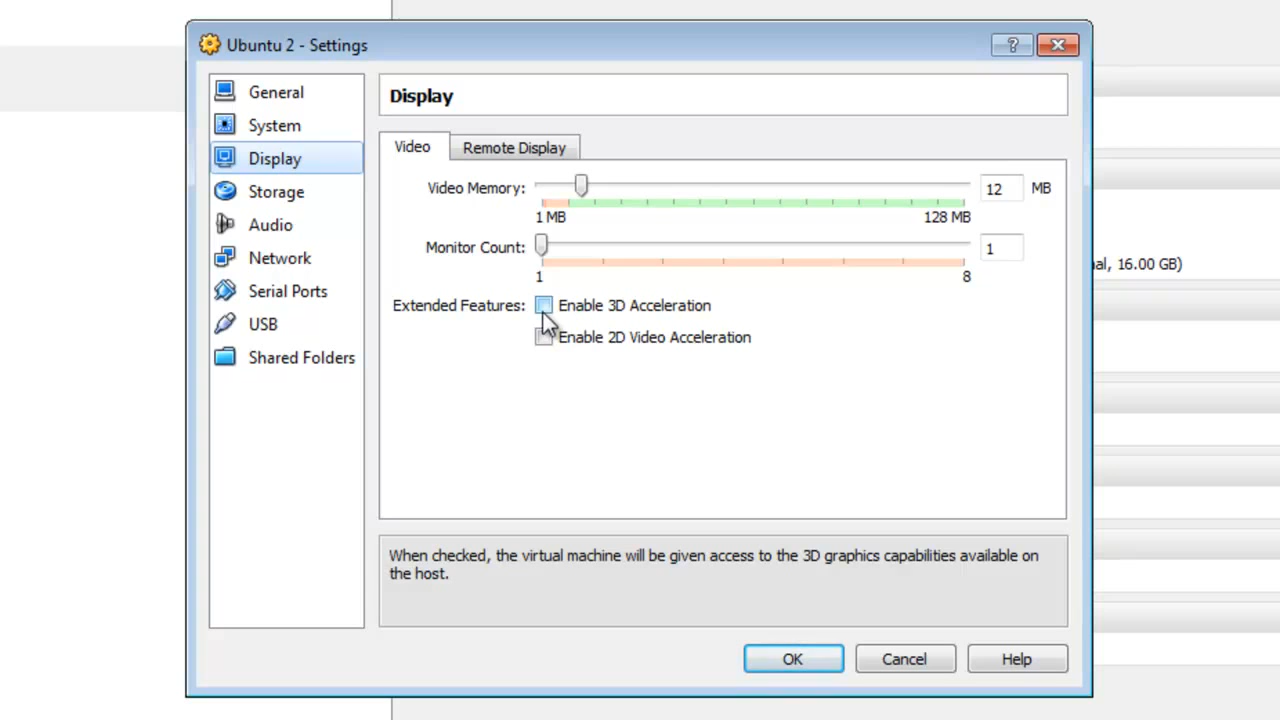 Ubuntu 2 - Settings
?
General
System
Display
Storage
Audio
Network
Serial Ports
USB
Shared Folders
Display
Video
Remote Display
Video Memory:
12 MB
1 MB
128 MB
Monitor Count:
1
1
8
Extended Features:
Enable 3D Acceleration
Enable 2D Video Acceleration
When checked, the virtual machine will be given access to the 3D graphics capabilities available on
the host.
OK
Cancel
Help
al, 16.00 GB)